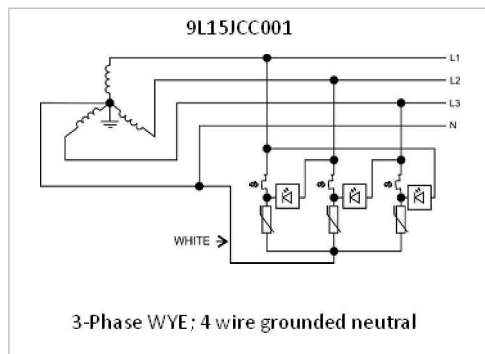 9L15JCC001
L1
L2
L3
N
WHITE
3-Phase WYE; 4 wire grounded neutral